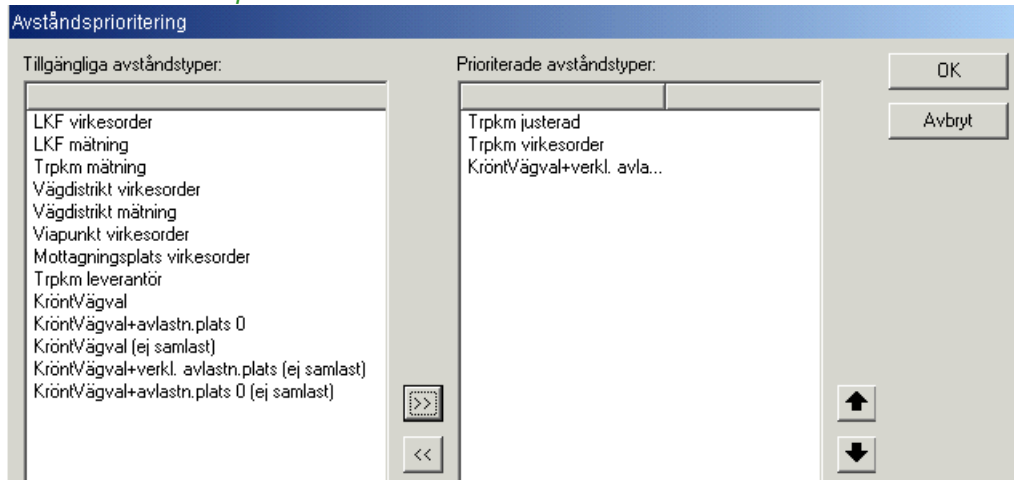 Avståndsprioritering
Tillgängliga avståndstyper:
LKF virkesorder
LKF mätning
Trpkm mätning
Vägdistrikt virkesorder
Vägdistrikt mätning
Viapunkt virkesorder
Mottagningsplats virkesorder
Trpkm leverantör
KröntVägval
KröntVägval+avlastn.plats 0
KröntVägval (ej samlast)
KröntVägval+verkl. avlastn.plats (ej samlast)
KröntVägval+avlastn.plats 0 (ej samlast)
>>
<<
Prioriterade avståndstyper:
Trpkm justerad
Trpkm virkesorder
KröntVägval+verkl. avla...
OK
Avbryt